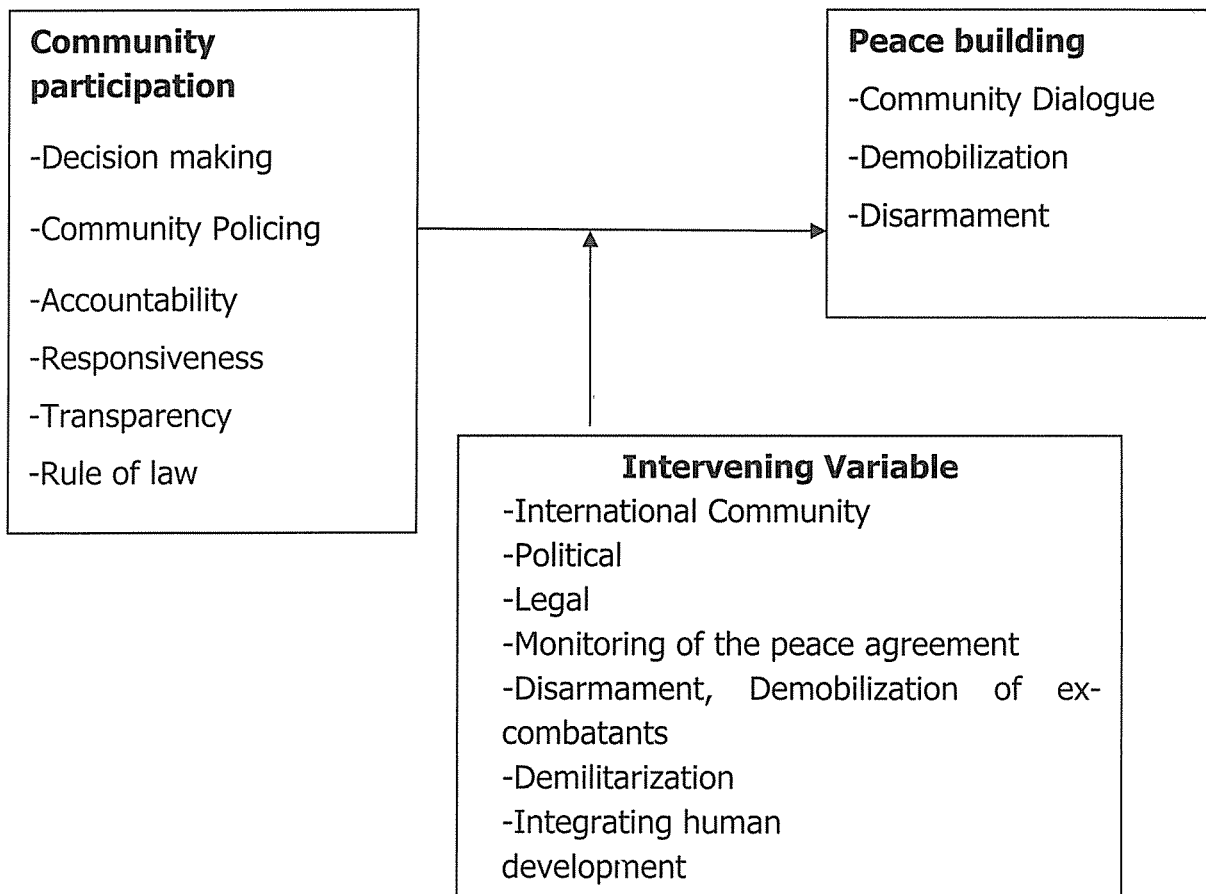 Community
participation
-Decision making
-Community Policing
-Accountability
-Responsiveness
-Transparency
-Rule of law
Peace building
-Community Dialogue
-Demobilization
-Disarmament
Intervening Variable
-International Community
-Political
-Legal
-Monitoring of the peace agreement
-Disarmament, Demobilization of ex-
combatants
-Demilitarization
-Integrating human
development